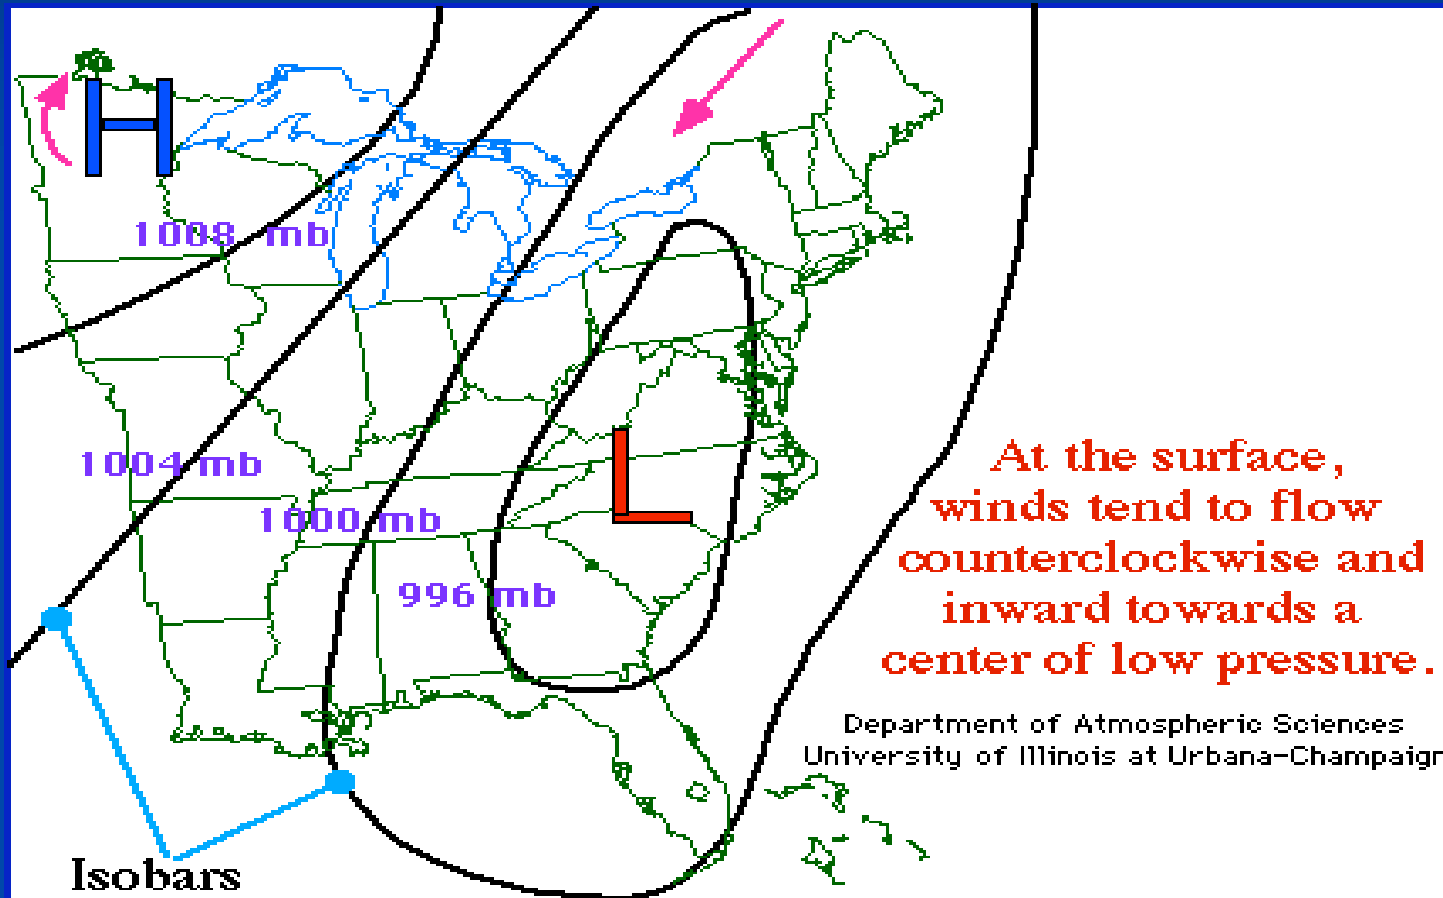 H
1008 mb
1004 mb
1000 mb
L
996 mb
At the surface,
winds tend to flow
counterclockwise and
inward towards a
center of low pressure.
Department of Atmospheric Sciences
University of Illinois at Urbana-Champaign
Isobars